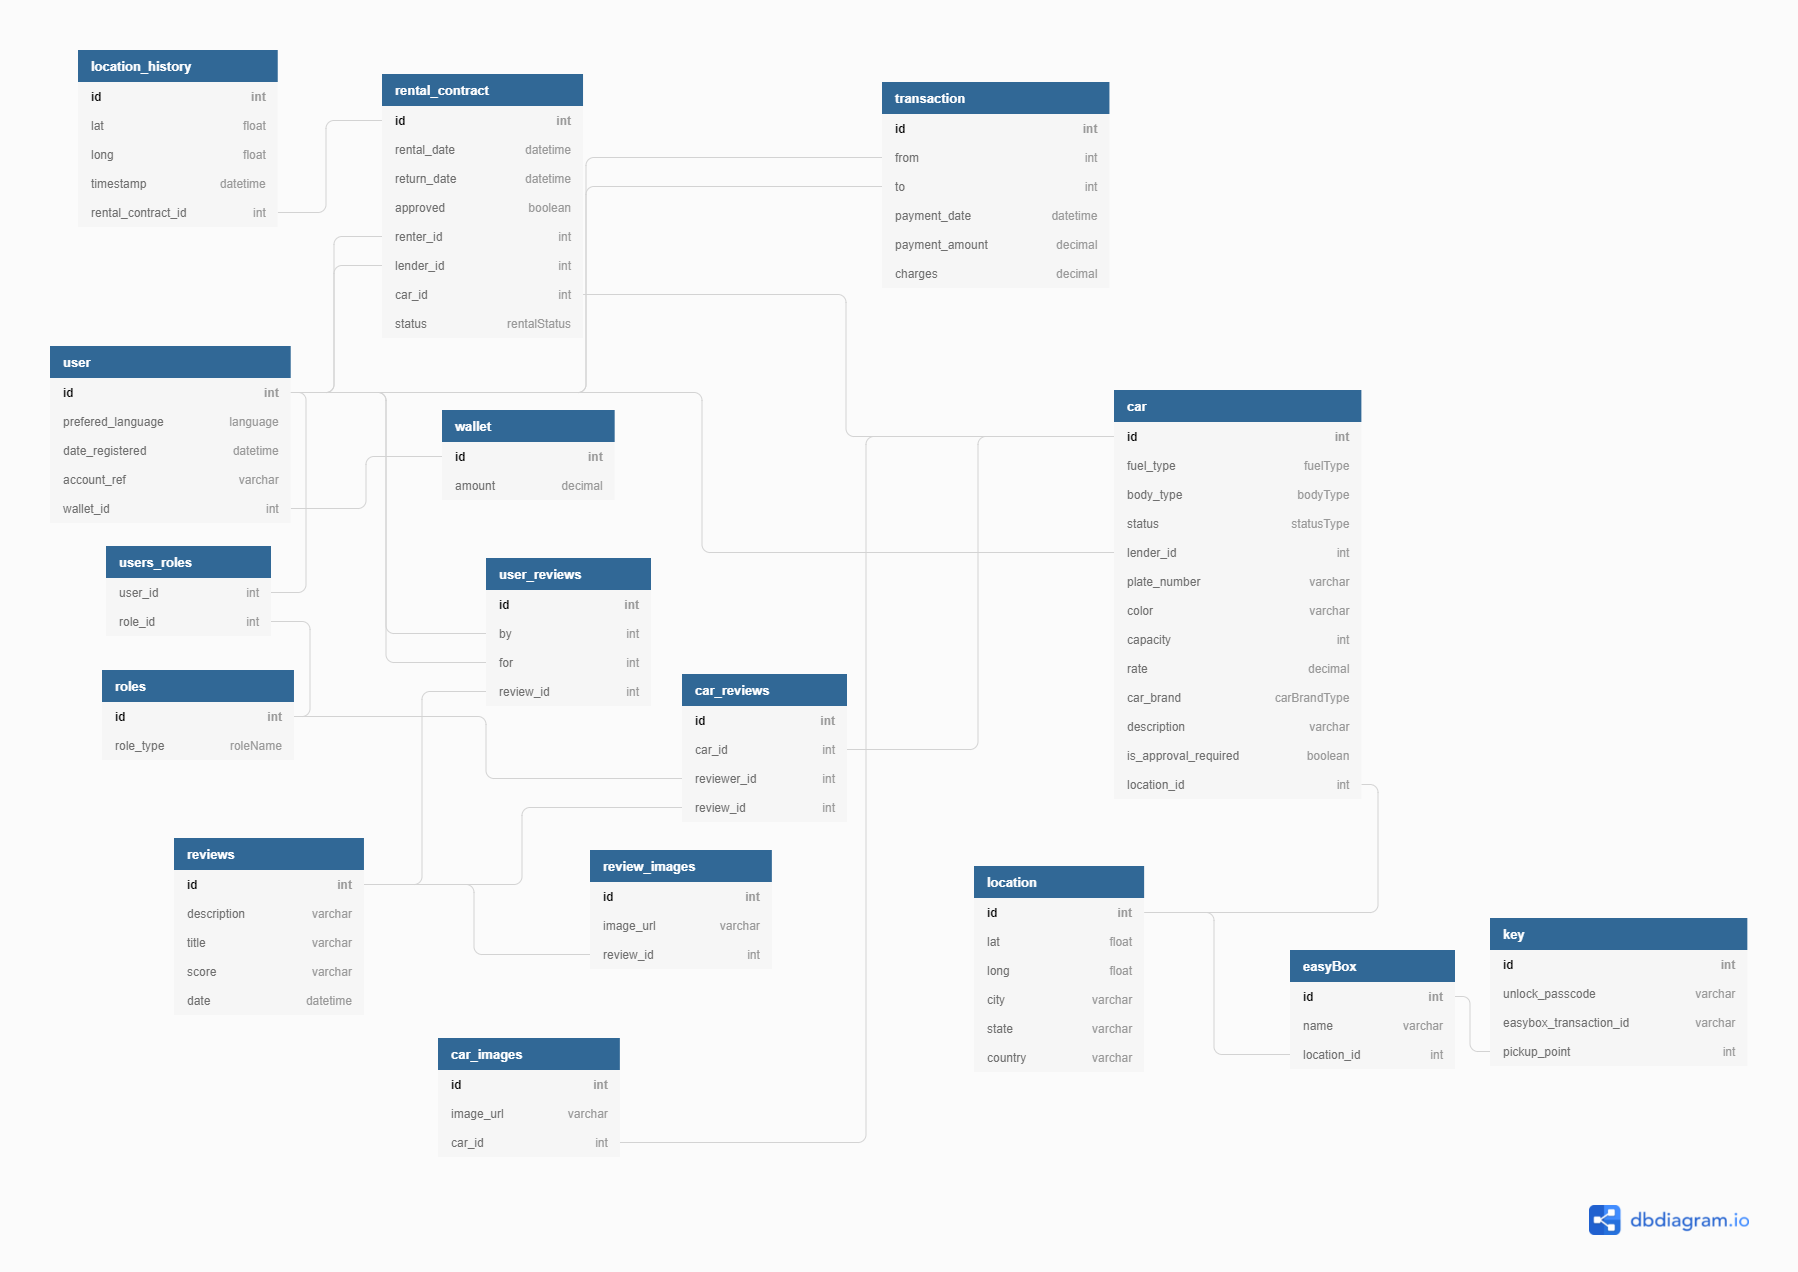 location_history
id int
lat float
long float
timestamp datetime
rental_contract_id int
rental_contract
id int
rental_date datetime
return_date datetime
approved boolean
renter_id int
lender_id int
car_id int
status rentalStatus
transaction
id int
from int
to int
payment_date datetime
payment_amount decimal
charges decimal
user
id int
prefered_language language
date_registered datetime
account_ref varchar
wallet_id int
wallet
id int
amount decimal
car
id int
fuel_type fuelType
body_type bodyType
status statusType
lender_id int
plate_number varchar
color varchar
capacity int
rate decimal
car_brand carBrandType
description varchar
is_approval_required boolean
location_id int
users_roles
user_id int
role_id int
user_reviews
id int
by int
for int
review_id int
roles
id int
role_type roleName
car_reviews
id int
car_id int
reviewer_id int
review_id int
reviews
id int
description varchar
title varchar
score varchar
date datetime
review_images
id int
image_url varchar
review_id int
location
id int
lat float
long float
city varchar
state varchar
country varchar
easyBox
id int
name varchar
location_id int
key
id int
unlock_passcode varchar
easybox_transaction_id varchar
pickup_point int
car_images
id int
image_url varchar
car_id int
dbdiagram.io